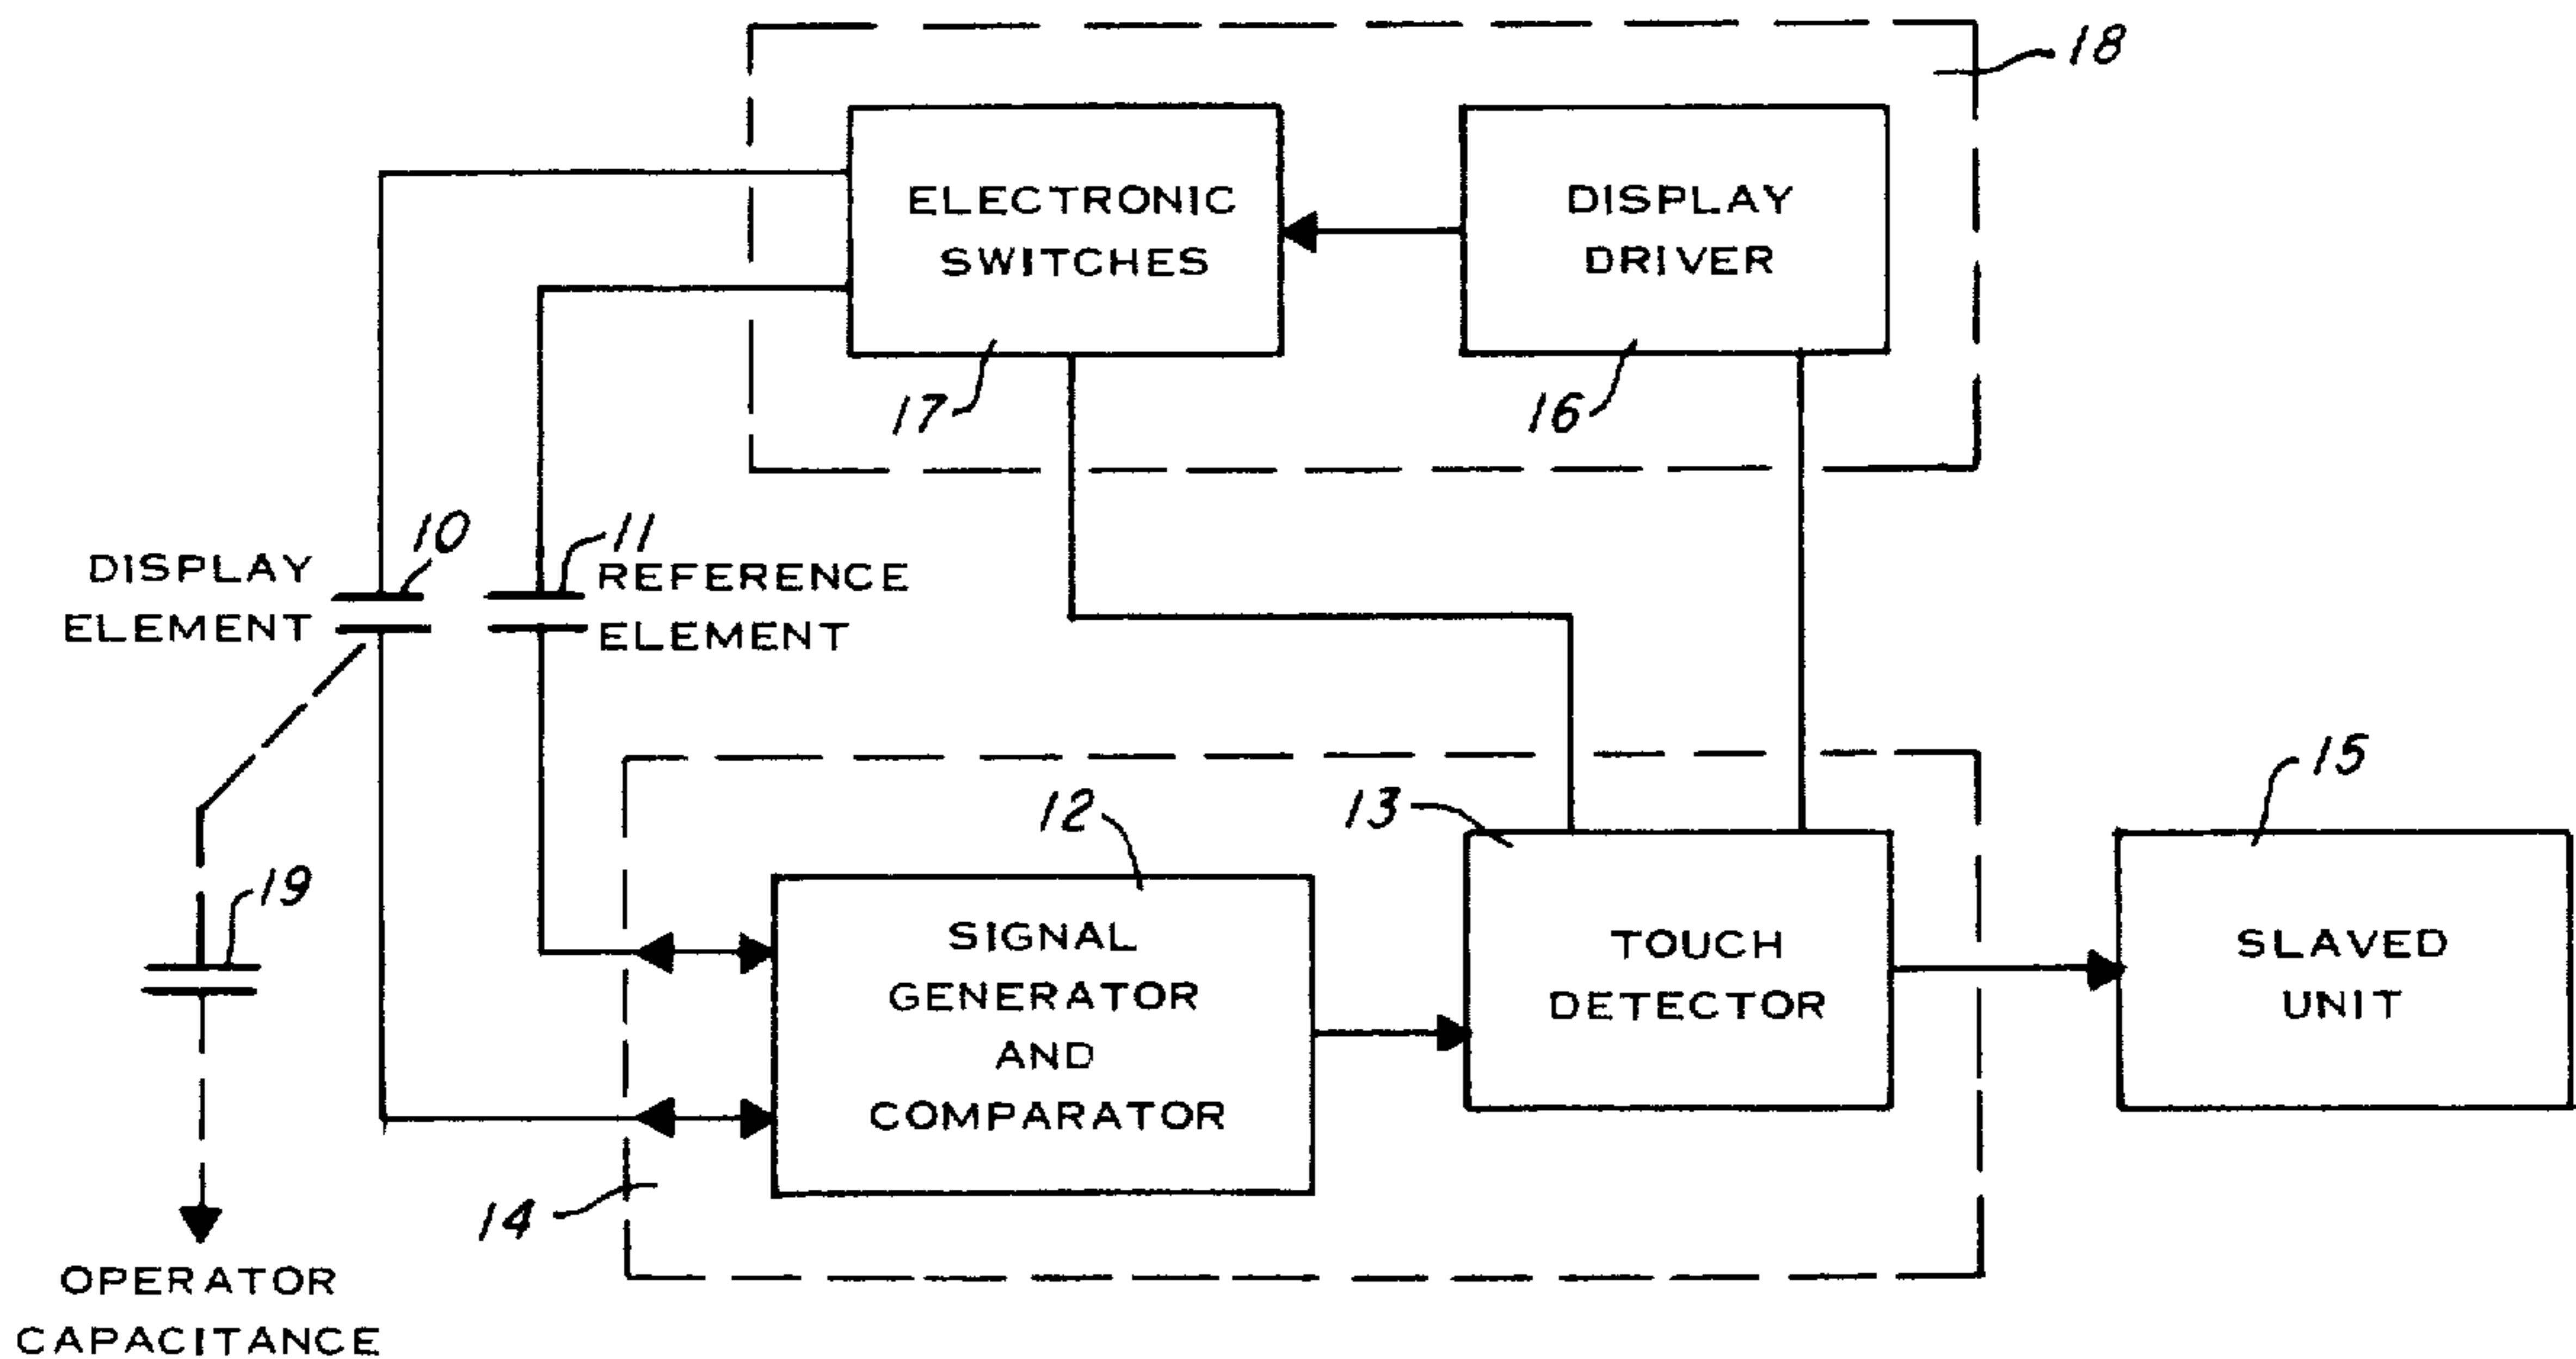 18
ELECTRONIC
SWITCHES
17
DISPLAY
DRIVER
16
DISPLAY
ELEMENT
10
11
REFERENCE
ELEMENT
19
OPERATOR
CAPACITANCE
12
SIGNAL
GENERATOR
AND
COMPARATOR
14
13
TOUCH
DETECTOR
15
SLAVED
UNIT